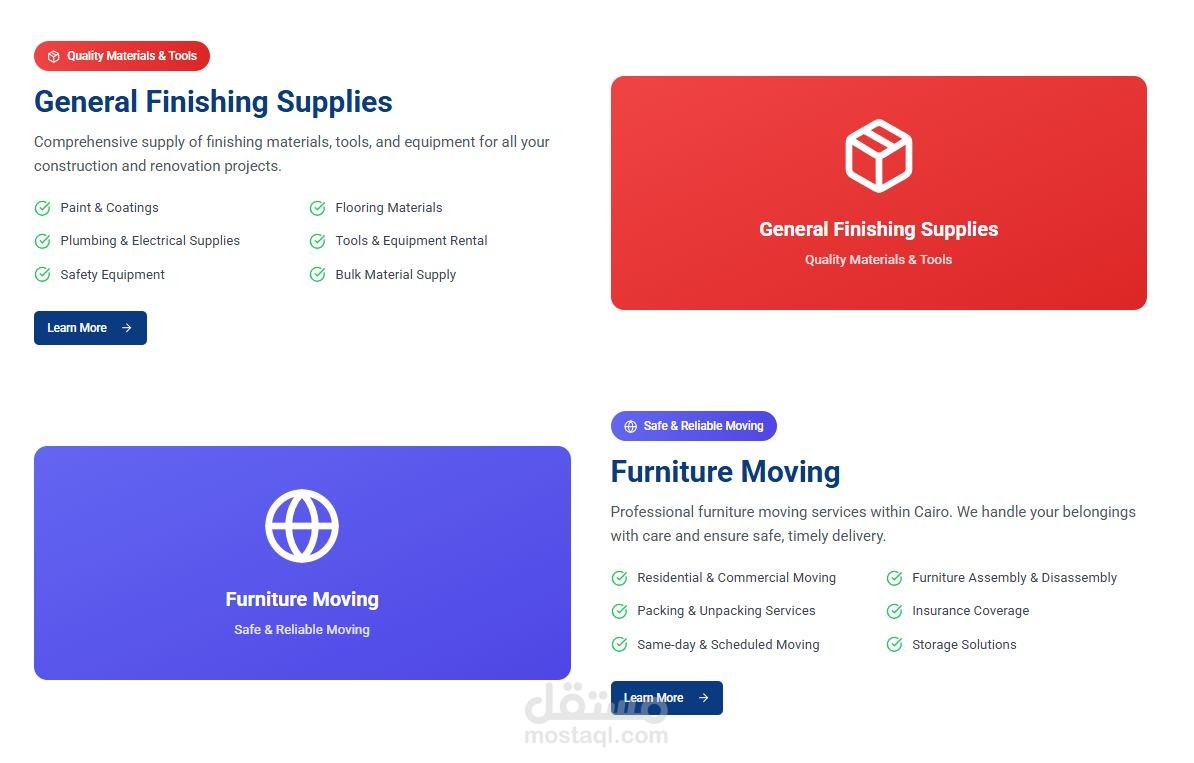 Quality Materials & Tools
General Finishing Supplies
Comprehensive supply of finishing materials, tools, and equipment for all your
construction and renovation projects.
Paint & Coatings
Flooring Materials
Plumbing & Electrical Supplies
Tools & Equipment Rental
Safety Equipment
Bulk Material Supply
Learn More
General Finishing Supplies
Quality Materials & Tools
Furniture Moving
Safe & Reliable Moving
Safe & Reliable Moving
Furniture Moving
Professional furniture moving services within Cairo. We handle your belongings
with care and ensure safe, timely delivery.
Residential & Commercial Moving
Furniture Assembly & Disassembly
Packing & Unpacking Services
Insurance Coverage
Same-day & Scheduled Moving
Storage Solutions
Learn More
مستقل
mostaql.com